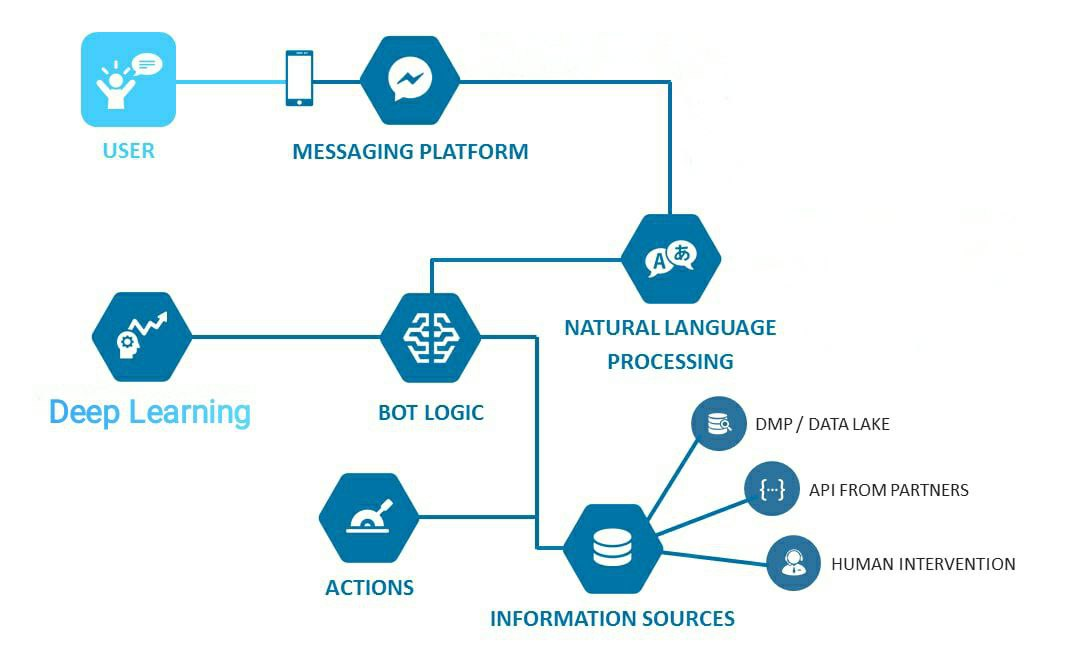 USER
MESSAGING PLATFORM
A あ
NATURAL LANGUAGE
PROCESSING
Deep Learning
BOT LOGIC
DMP / DATA LAKE
{...}
API FROM PARTNERS
HUMAN INTERVENTION
ACTIONS
INFORMATION SOURCES